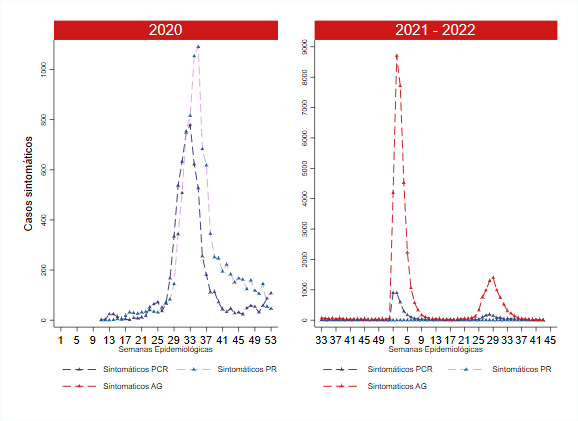 2020
2021 - 2022
Casos sintomáticos
0
200
400
600
800
1000
1 5 9 13 17 21 25 29 33 37 41 45 49 53
Semanas Epidemiológicas
Sintomáticos PCR
Sintomáticos PR
Sintomaticos AG
0
1000
2000
3000
4000
5000
6000
7000
8000
9000
33 37 41 45 49 1 5 9 13 17 21 25 29 33 37 41 45
Semanas Epidemiológicas
Sintomáticos PCR
Sintomáticos PR
Sintomaticos AG